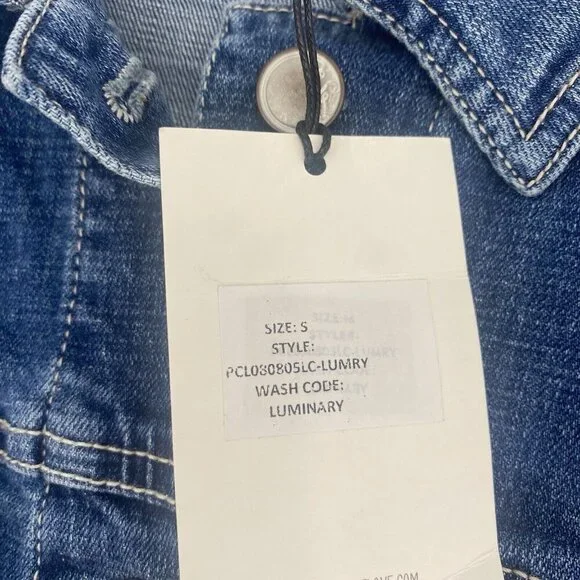 SIZE: S
STYLE:
PCL080805LC-LUMRY
WASH CODE:
LUMINARY